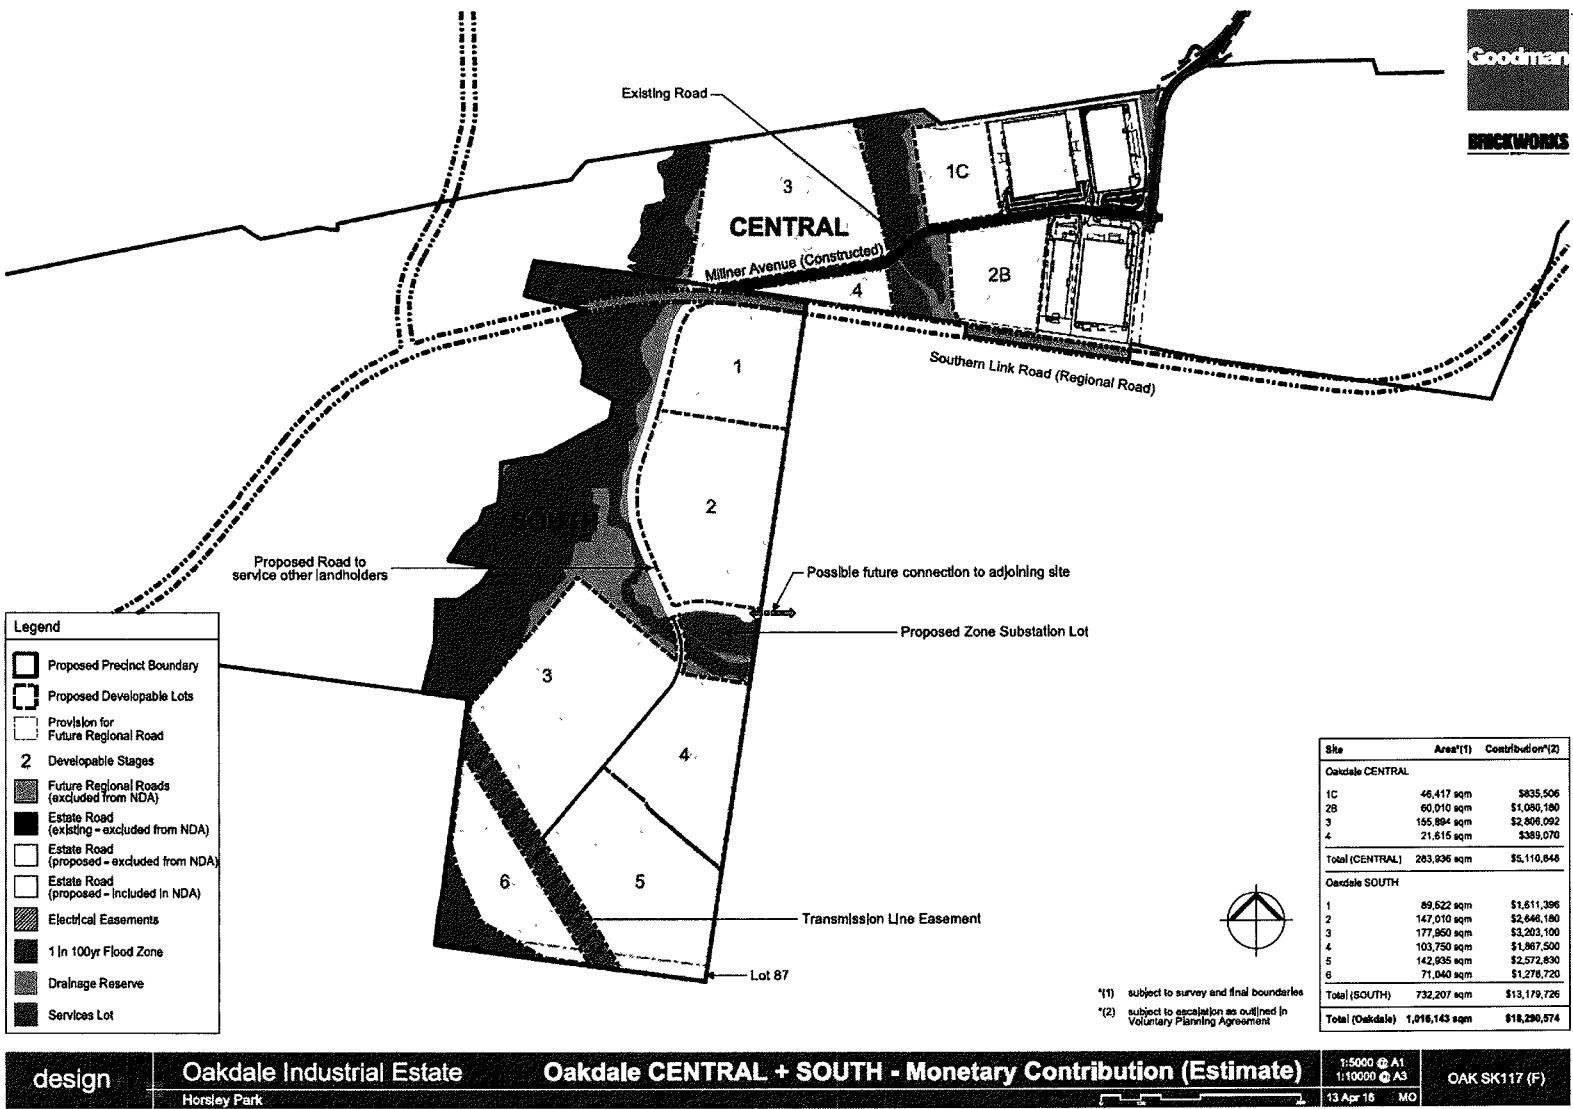 Goodman
BRICKWORKS
Existing Road
1C
3
CENTRAL
Millner Avenue (Constructed)
2B
4
Southern Link Road (Regional Road)
1
2
SOUTH
Proposed Road to
service other landholders
Possible future connection to adjoining site
Proposed Zone Substation Lot
3
4
5
6
Transmission Line Easement
Lot 87
Legend
Proposed Precinct Boundary
Proposed Developable Lots
Provision for
Future Regional Road
2 Developable Stages
Future Regional Roads
(excluded from NDA)
Estate Road
(existing - excluded from NDA)
Estate Road
(proposed - excluded from NDA)
Estate Road
(proposed - included in NDA)
Electrical Easements
1 in 100yr Flood Zone
Drainage Reserve
Services Lot
Site Area*(1) Contribution*(2)
Oakdale CENTRAL
1C 46,417 sqm $835,506
2B 60,010 sqm $1,080,180
3 155,894 sqm $2,806,092
4 21,615 sqm $389,070
Total (CENTRAL) 283,936 sqm $5,110,848
Oakdale SOUTH
1 89,522 sqm $1,611,396
2 147,010 sqm $2,646,180
3 177,950 sqm $3,203,100
4 103,750 sqm $1,867,500
5 142,935 sqm $2,572,830
6 71,040 sqm $1,278,720
Total (SOUTH) 732,207 sqm $13,179,726
Total (Oakdale) 1,016,143 sqm $18,290,574
*(1) subject to survey and final boundaries
*(2) subject to escalation as outlined in
Voluntary Planning Agreement
design
Oakdale Industrial Estate
Horsley Park
Oakdale CENTRAL + SOUTH - Monetary Contribution (Estimate)
1:5000 @ A1
1:10000 @ A3
13 Apr 16 MO
OAK SK117 (F)